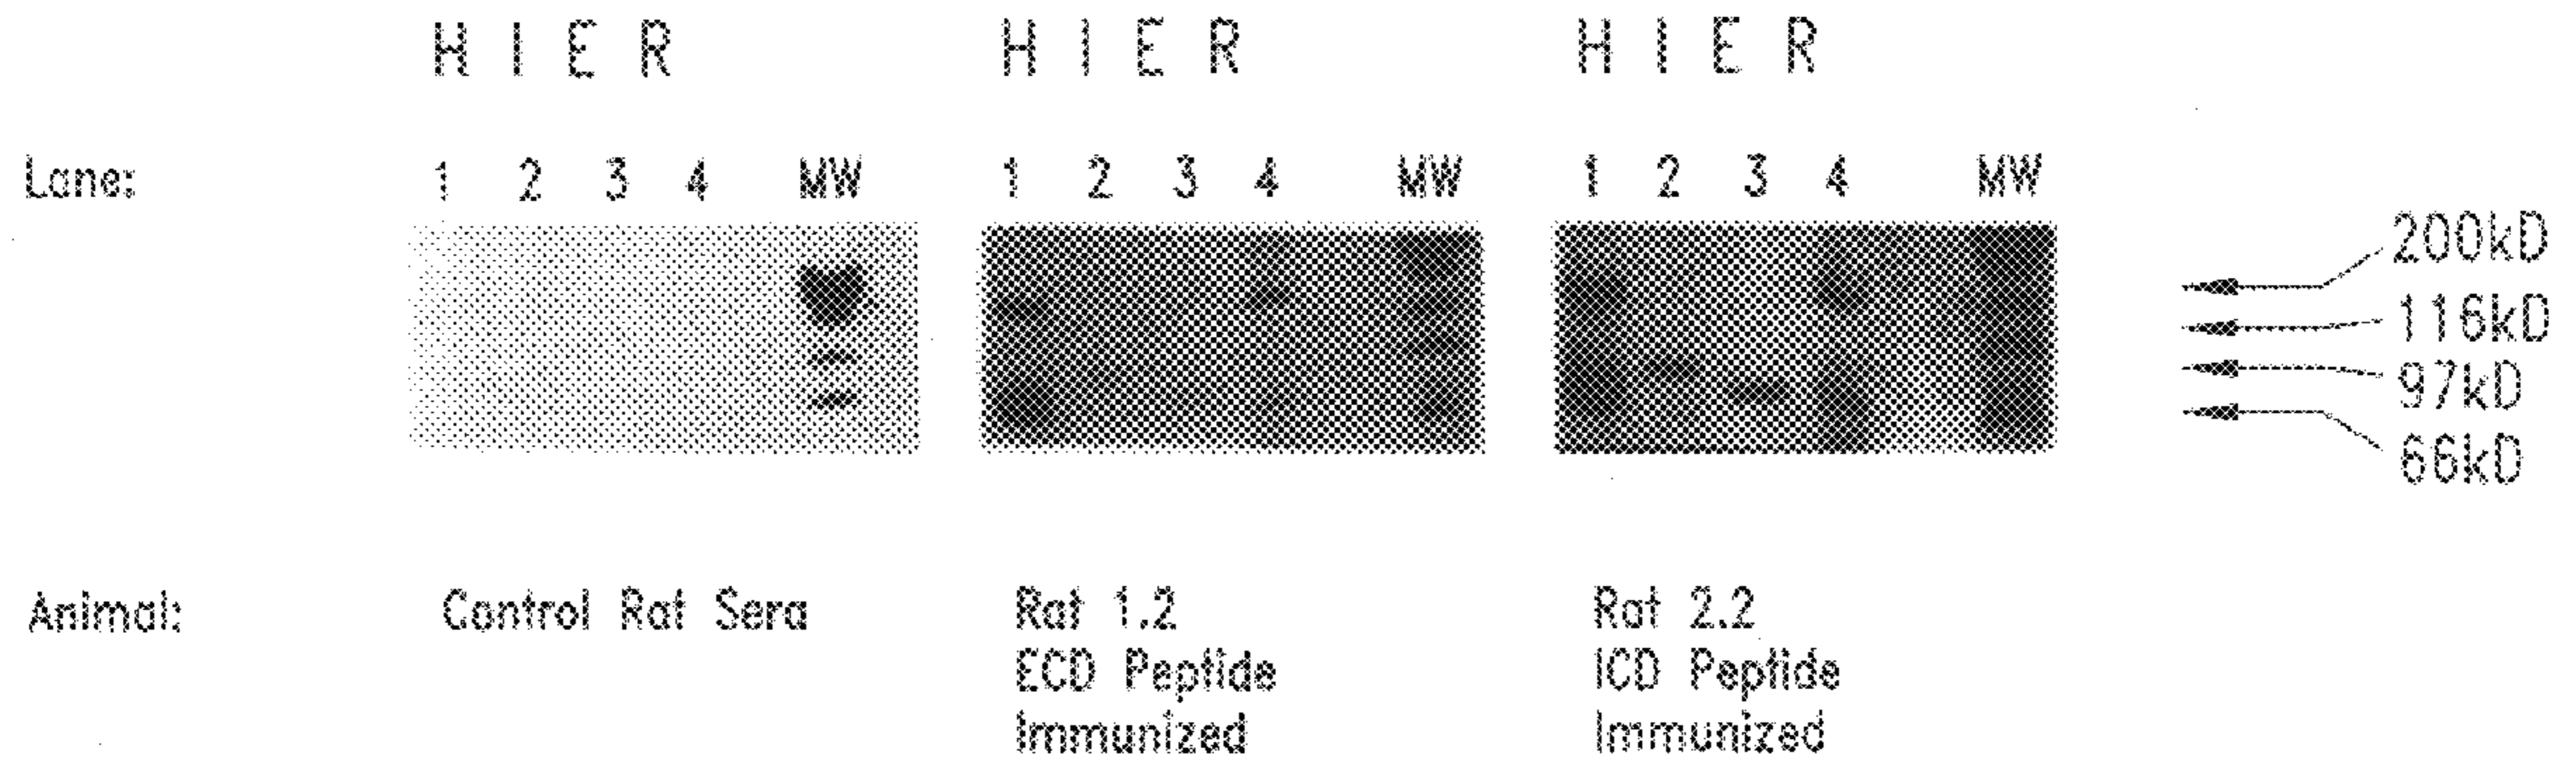 H I E R H I E R H I E R
Lane: 1 2 3 4 MW 1 2 3 4 MW 1 2 3 4 MW
200kD
116kD
97kD
66kD
Animal: Control Rat Sera Rat 1.2 Rat 2.2
ECD Peptide ICD Peptide
Immunized Immunized